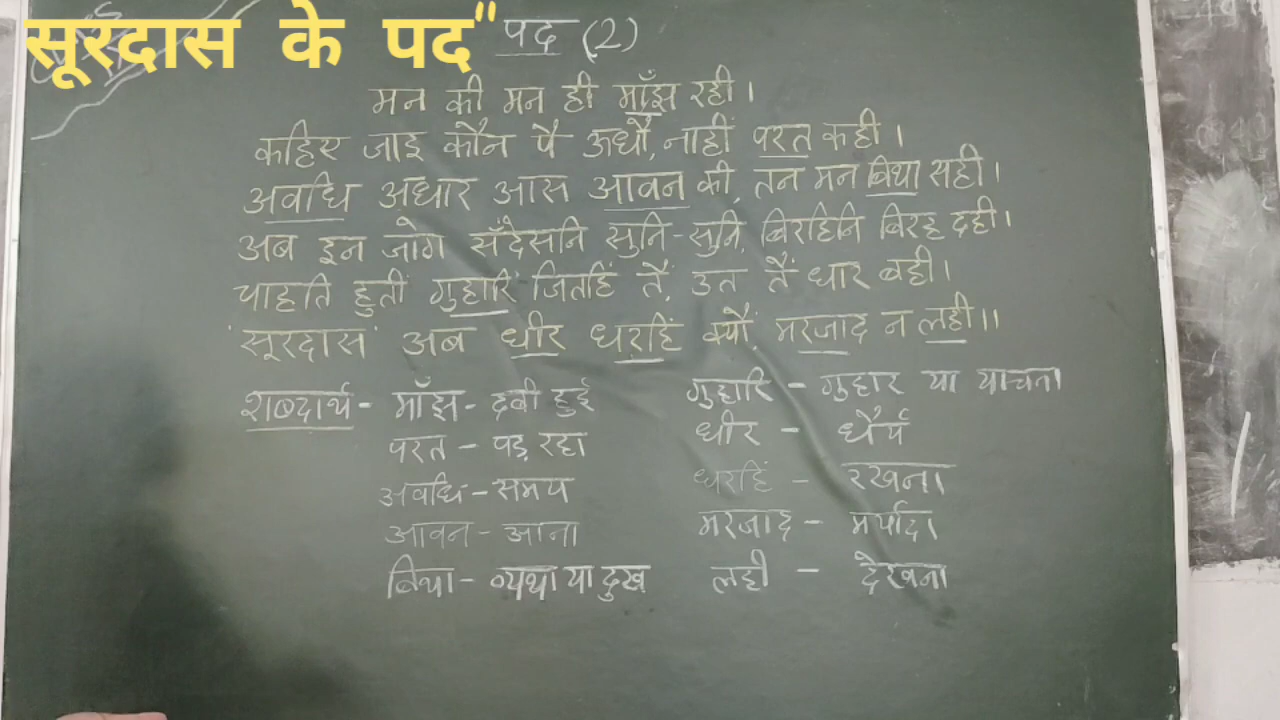 सूरदास के पद"
पद (2)
मन की मन ही माँझ रही।
कहिए जाइ कौन पै ऊधौ, नाहीं परत कही।
अवधि अधार आस आवन की, तन मन बिथा सही।
अब इन जोग सँदेसनि सुनि-सुनि, बिरहिनि बिरह दही।
चाहति हुतीं गुहारि जितहिं तैं, उत तैं धार बही।
'सूरदास' अब धीर धरहिं क्यौं, मरजादा न लही।।
शब्दार्थ- माँझ- दबी हुई
परत - पड़ रहा
अवधि - समय
आवन - आना
बिथा - व्यथा या दुख
गुहारि - गुहार या याचना
धीर - धैर्य
धरहिं - रखना
मरजाद - मर्यादा
लही - देखना